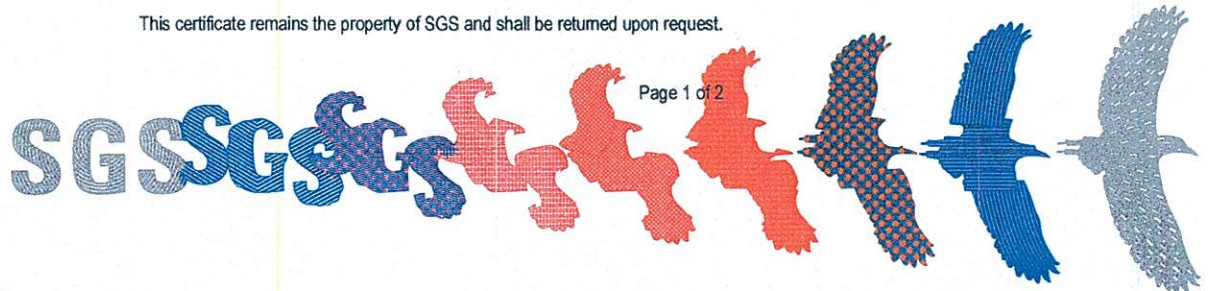 This certificate remains the property of SGS and shall be returned upon request.
Page 1 of 2
SGS SGS SGS